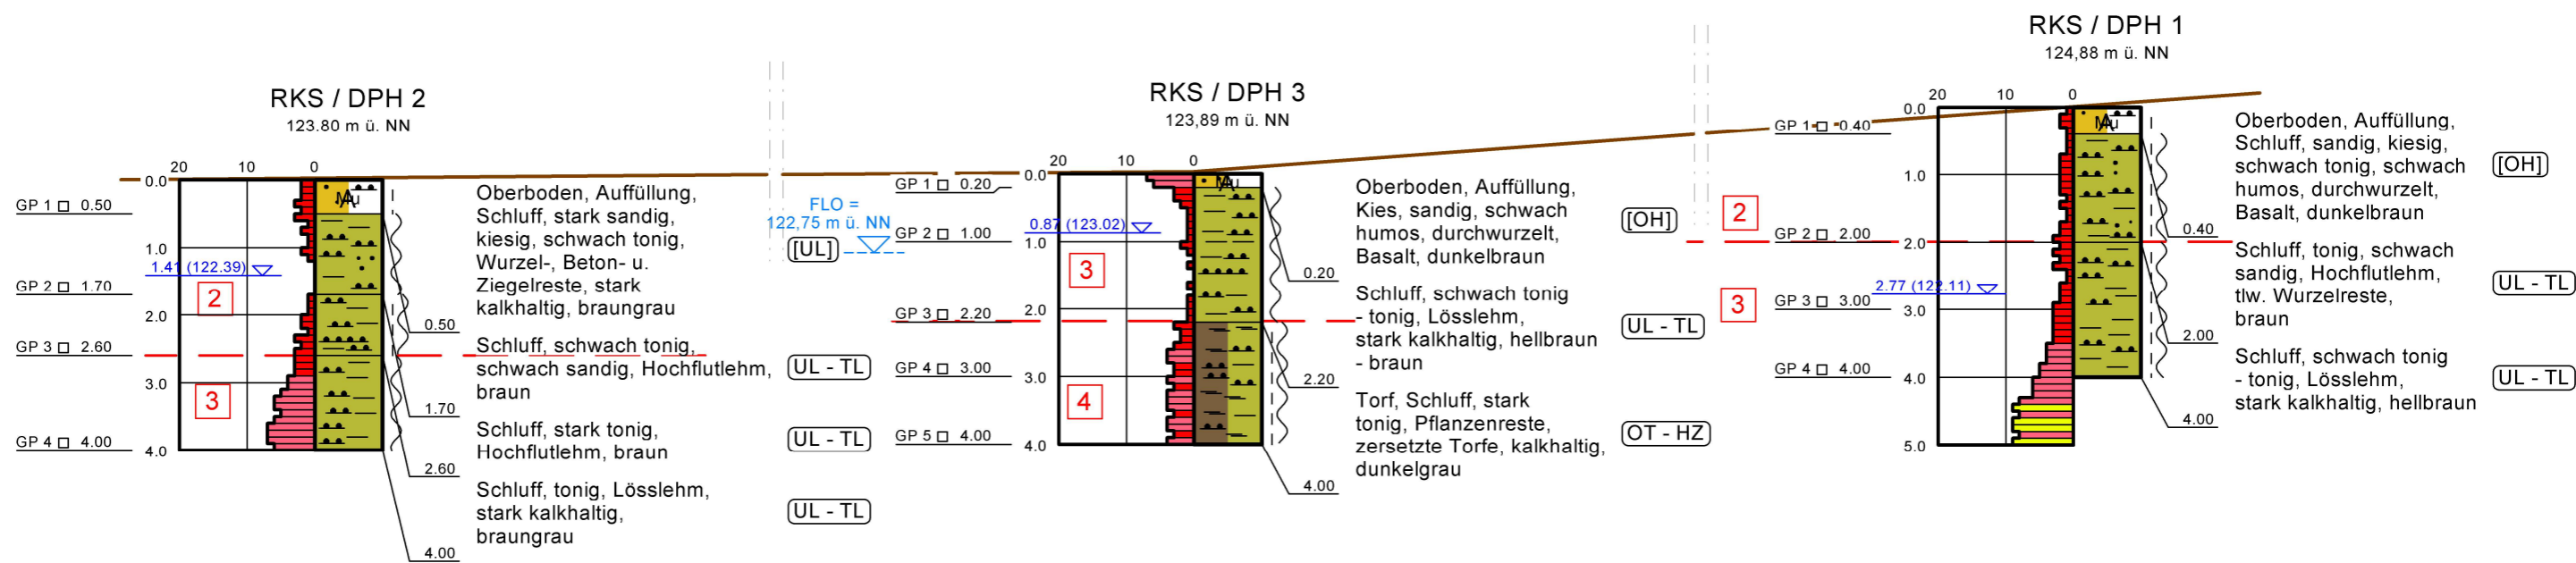 RKS / DPH 2
123.80 m ü. NN
20 10 0
0.0
1.0
2.0
3.0
4.0
GP 1 0.50
GP 2 1.70
GP 3 2.60
GP 4 4.00
1.41 (122.39)
2
3
Mu
A
0.50
1.70
2.60
4.00
Oberboden, Auffüllung,
Schluff, stark sandig,
kiesig, schwach tonig,
Wurzel-, Beton- u.
Ziegelreste, stark
kalkhaltig, braungrau
[UL]
Schluff, schwach tonig,
schwach sandig, Hochflutlehm,
braun
UL - TL
Schluff, stark tonig,
Hochflutlehm, braun
UL - TL
Schluff, tonig, Lösslehm,
stark kalkhaltig,
braungrau
UL - TL
FLO =
122,75 m ü. NN
RKS / DPH 3
123,89 m ü. NN
20 10 0
0.0
1.0
2.0
3.0
4.0
GP 1 0.20
GP 2 1.00
GP 3 2.20
GP 4 3.00
GP 5 4.00
0.87 (123.02)
3
4
Mu
A
0.20
2.20
4.00
Oberboden, Auffüllung,
Kies, sandig, schwach
humos, durchwurzelt,
Basalt, dunkelbraun
[OH]
Schluff, schwach tonig
- tonig, Lösslehm,
stark kalkhaltig, hellbraun
- braun
UL - TL
Torf, Schluff, stark
tonig, Pflanzenreste,
zersetzte Torfe, kalkhaltig,
dunkelgrau
OT - HZ
RKS / DPH 1
124,88 m ü. NN
20 10 0
0.0
1.0
2.0
3.0
4.0
5.0
GP 1 0.40
GP 2 2.00
GP 3 3.00
GP 4 4.00
2.77 (122.11)
2
3
Mu
A
0.40
2.00
4.00
Oberboden, Auffüllung,
Schluff, sandig, kiesig,
schwach tonig, schwach
humos, durchwurzelt,
Basalt, dunkelbraun
[OH]
Schluff, tonig, schwach
sandig, Hochflutlehm,
tlw. Wurzelreste,
braun
UL - TL
Schluff, schwach tonig
- tonig, Lösslehm,
stark kalkhaltig, hellbraun
UL - TL